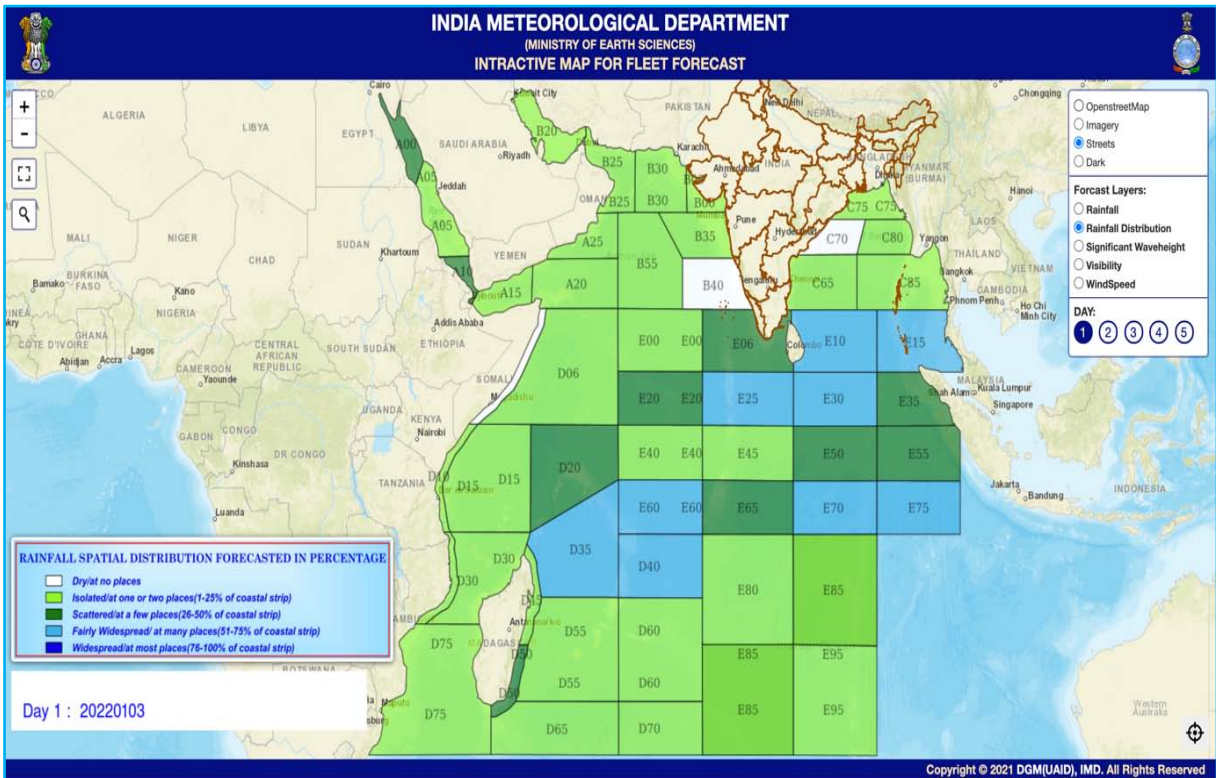 INDIA METEOROLOGICAL DEPARTMENT
(MINISTRY OF EARTH SCIENCES)
INTRACTIVE MAP FOR FLEET FORECAST
+
-
OpenstreetMap
Imagery
Streets
Dark
Forcast Layers:
Rainfall
Rainfall Distribution
Significant Waveheight
Visibility
WindSpeed
DAY:
1 2 3 4 5
Cairo
ALGERIA
LIBYA
EGYPT
SAUDI ARABIA
Riyadh
Jeddah
PAKISTAN
Karachi
New Delhi
NEPAL
Chongqing
Ahmedabad
INDIA
Pune
Hyderabad
Hanoi
LAOS
THAILAND
VIETNAM
Yangon
Bangkok
CAMBODIA
Phnom Penh
Ho Chi
Minh City
MALI
NIGER
CHAD
SUDAN
Khartoum
YEMEN
BURKINA
FASO
Bamako
Kano
NIGERIA
GHANA
COTE D'IVOIRE
Abidjan
Accra
Lagos
Addis Ababa
ETHIOPIA
SOUTH SUDAN
CENTRAL
AFRICAN
REPUBLIC
CAMEROON
Yaounde
UGANDA
KENYA
Nairobi
GABON
CONGO
DR CONGO
Kinshasa
TANZANIA
Luanda
Colombo
MALAYSIA
Shah Alam
Kuala Lumpur
Singapore
Jakarta
Bandung
INDONESIA
BOTSWANA
Maputo
Western
Australia
A00
A05
A05
A10
A15
A20
A25
B20
B25
B25
B30
B30
B35
B55
B40
C75
C75
C70
C80
C65
C85
E00
E00
E06
E10
E15
D06
E20
E20
E25
E30
E35
D10
D15
D15
D20
E40
E40
E45
E50
E55
E60
E60
E65
E70
E75
D30
D30
D35
D40
E80
E85
D55
D60
D75
D50
D50
D55
D60
E85
E95
D75
D65
D70
E85
E95
RAINFALL SPATIAL DISTRIBUTION FORECASTED IN PERCENTAGE
Dry/at no places
Isolated/at one or two places(1-25% of coastal strip)
Scattered/at a few places(26-50% of coastal strip)
Fairly Widespread/ at many places(51-75% of coastal strip)
Widespread/at most places(76-100% of coastal strip)
Day 1 : 20220103
Copyright © 2021 DGM(UAID), IMD. All Rights Reserved